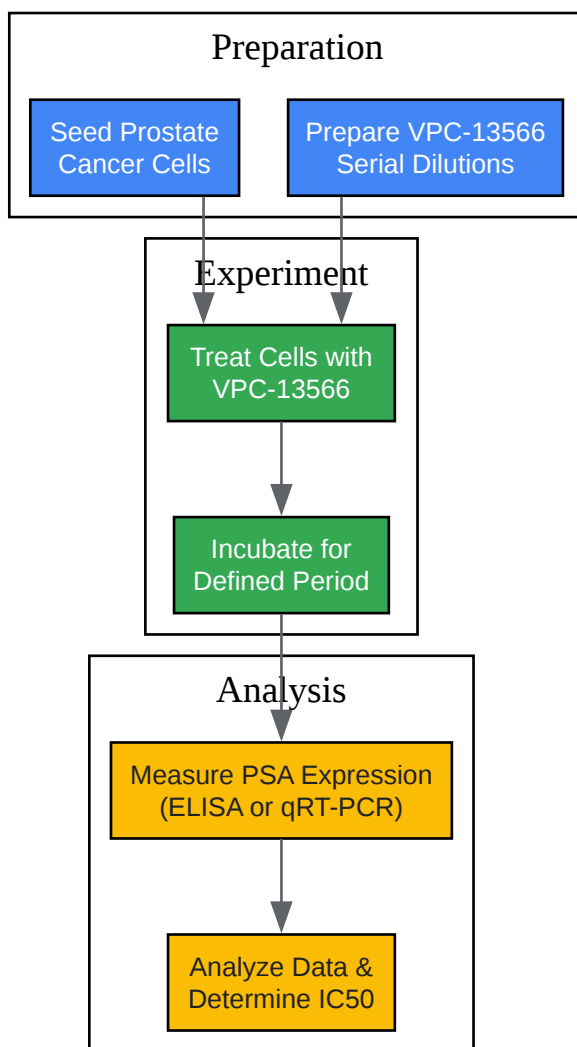 Preparation
Seed Prostate
Cancer Cells
Prepare VPC-13566
Serial Dilutions
Experiment
Treat Cells with
VPC-13566
Incubate for
Defined Period
Analysis
Measure PSA Expression
(ELISA or qRT-PCR)
Analyze Data &
Determine IC50